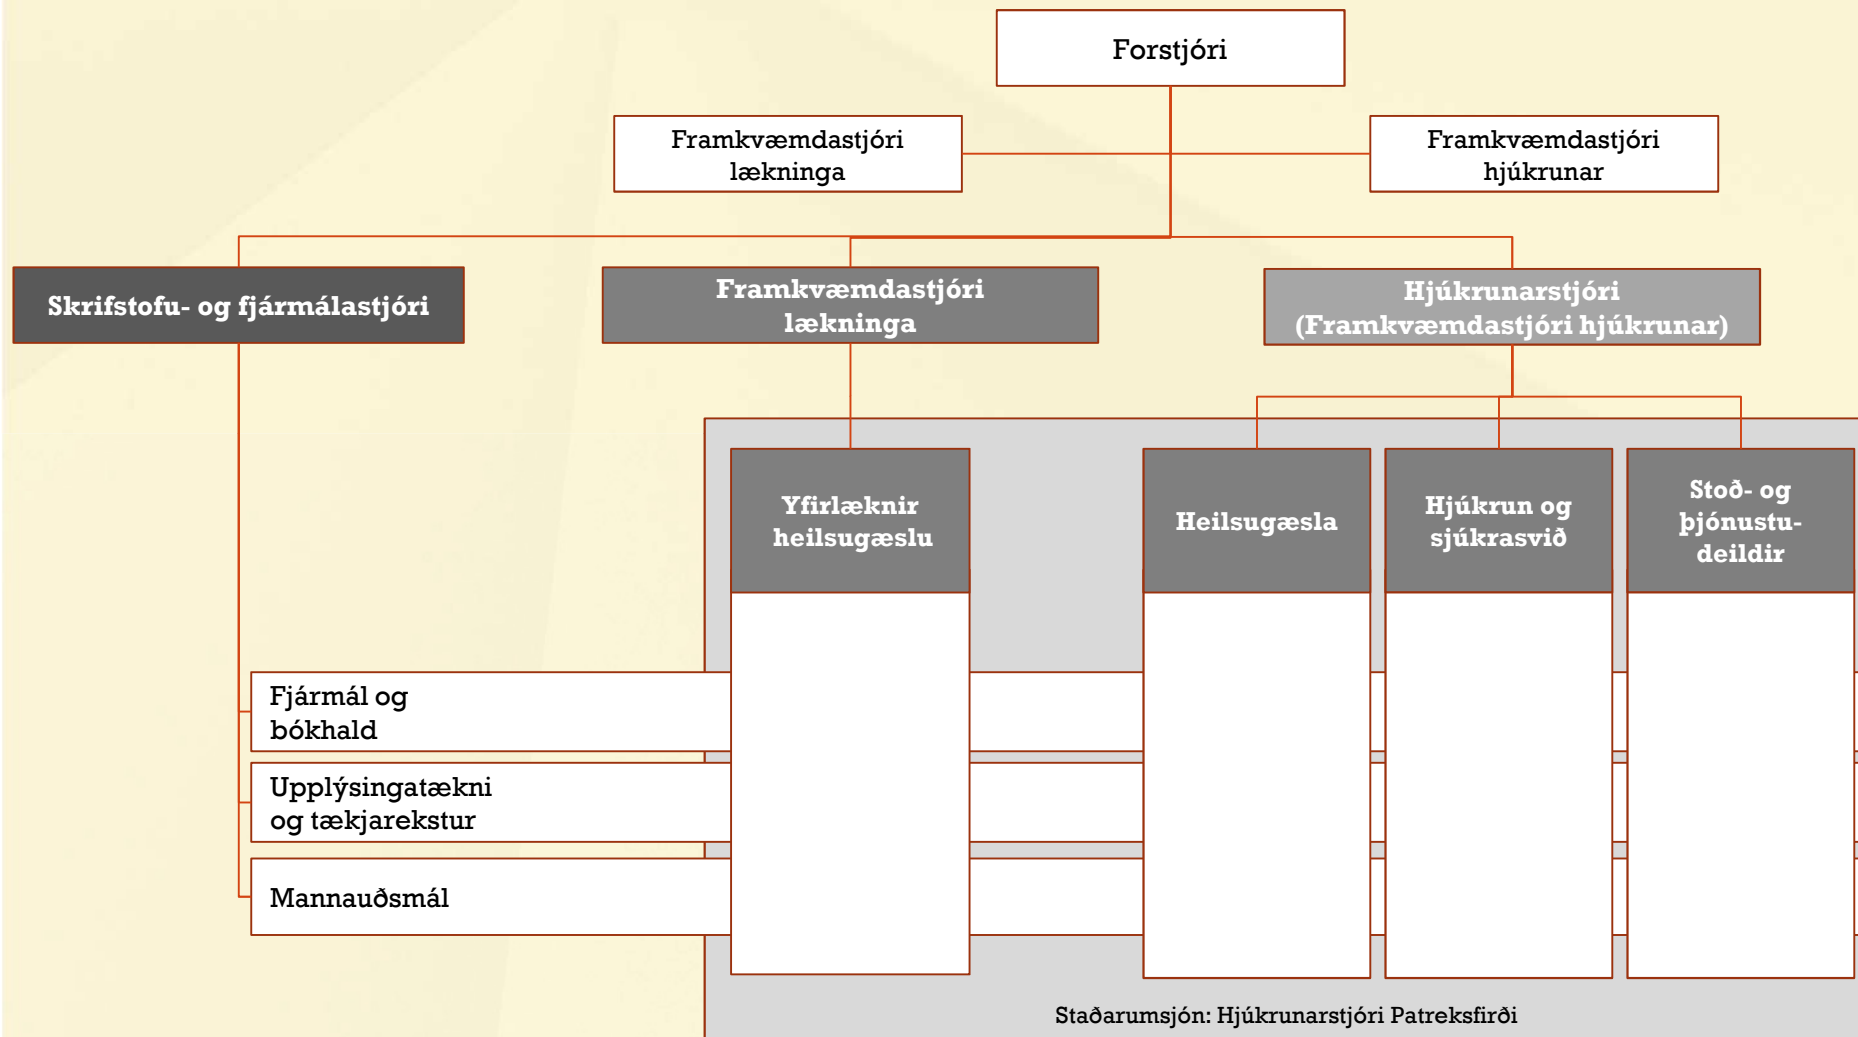 Forstjóri
Framkvæmdastjóri
lækninga
Framkvæmdastjóri
hjúkrunar
Skrifstofu- og fjármálastjóri
Framkvæmdastjóri
lækninga
Hjúkrunarstjóri
(Framkvæmdastjóri hjúkrunar)
Yfirlæknir
heilsugæslu
Heilsugæsla
Hjúkrun og
sjúkrasvið
Stoð- og
þjónustu-
deildir
Fjármál og
bókhald
Upplýsingatækni
og tækjarekstur
Mannauðsmál
Staðarumsjón: Hjúkrunarstjóri Patreksfirði